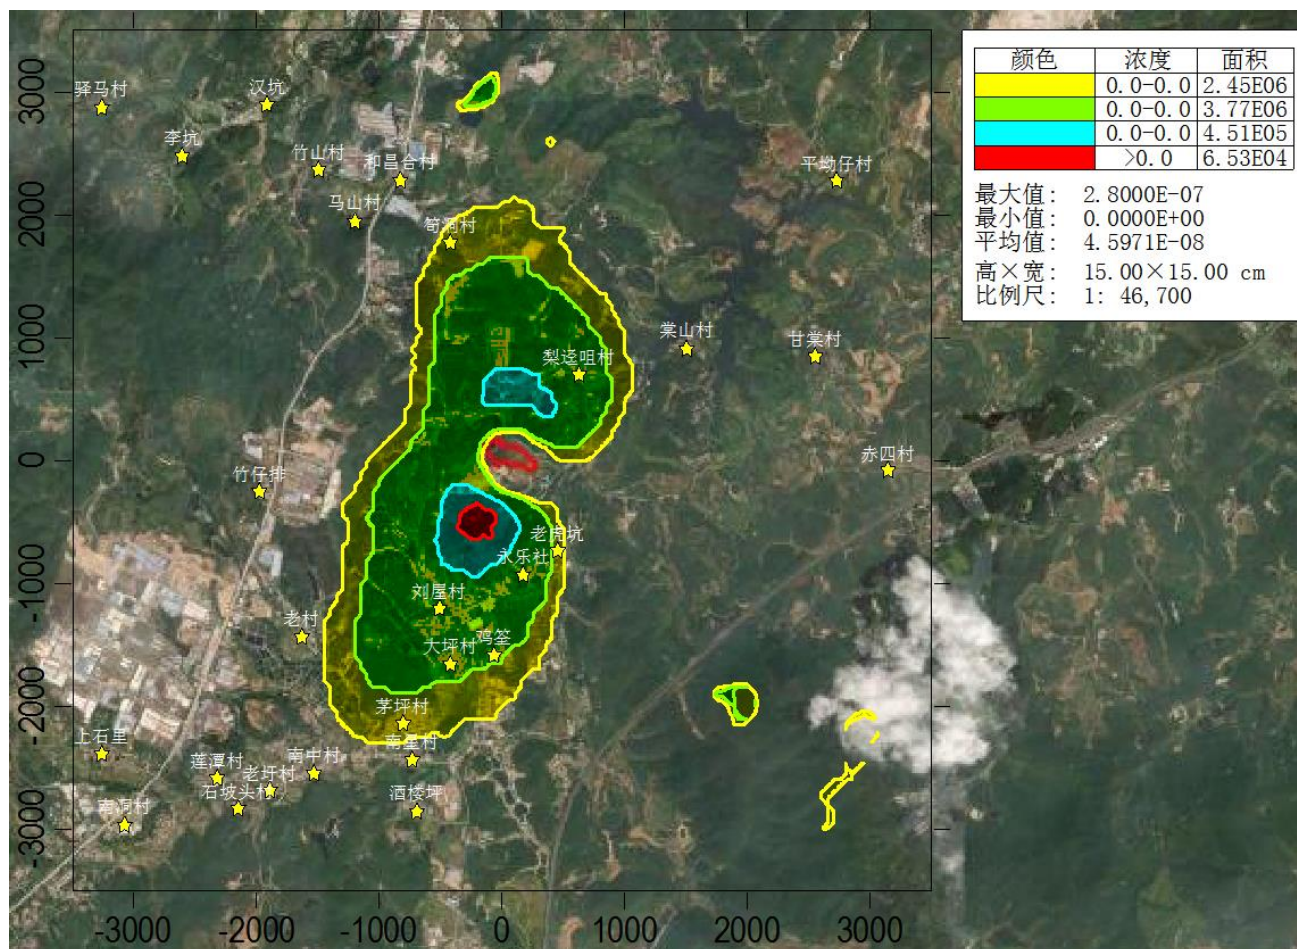 颜色 浓度 面积
0.0-0.0 2.45E06
0.0-0.0 3.77E06
0.0-0.0 4.51E05
>0.0 6.53E04
最大值: 2.8000E-07
最小值: 0.0000E+00
平均值: 4.5971E-08
高×宽: 15.00×15.00 cm
比例尺: 1: 46,700
3000
2000
1000
0
-1000
-2000
-3000
驿马村
汉坑
李坑
竹山村
和昌合村
平坳仔村
马山村
筍洞村
棠山村
甘棠村
梨迳咀村
赤四村
竹仔排
老虎坑
永乐社
刘屋村
老村
鸡筌
大坪村
茅坪村
上石里
南星村
莲潭村
老圩村
南中村
石坡头村
酒楼坪
南洞村
-3000 -2000 -1000 0 1000 2000 3000